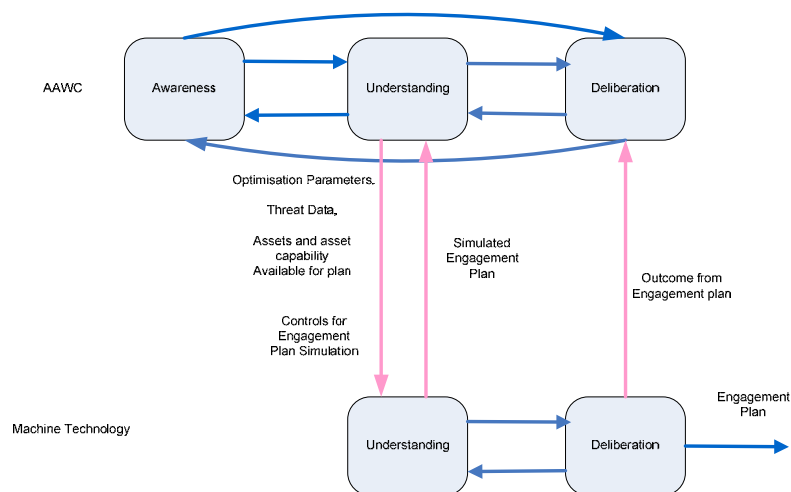 AAWC
Awareness
Understanding
Deliberation
Optimisation Parameters,
Threat Data,
Assets and asset
capability
Available for plan
Controls for
Engagement
Plan Simulation
Simulated
Engagement
Plan
Outcome from
Engagement plan
Machine Technology
Understanding
Deliberation
Engagement
Plan